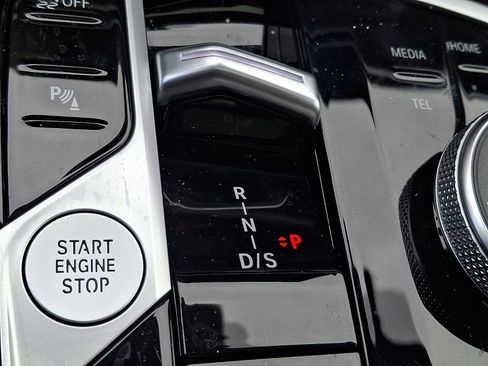 OFF
P
START
ENGINE
STOP
R
N
D/S
P
MEDIA
HOME
TEL